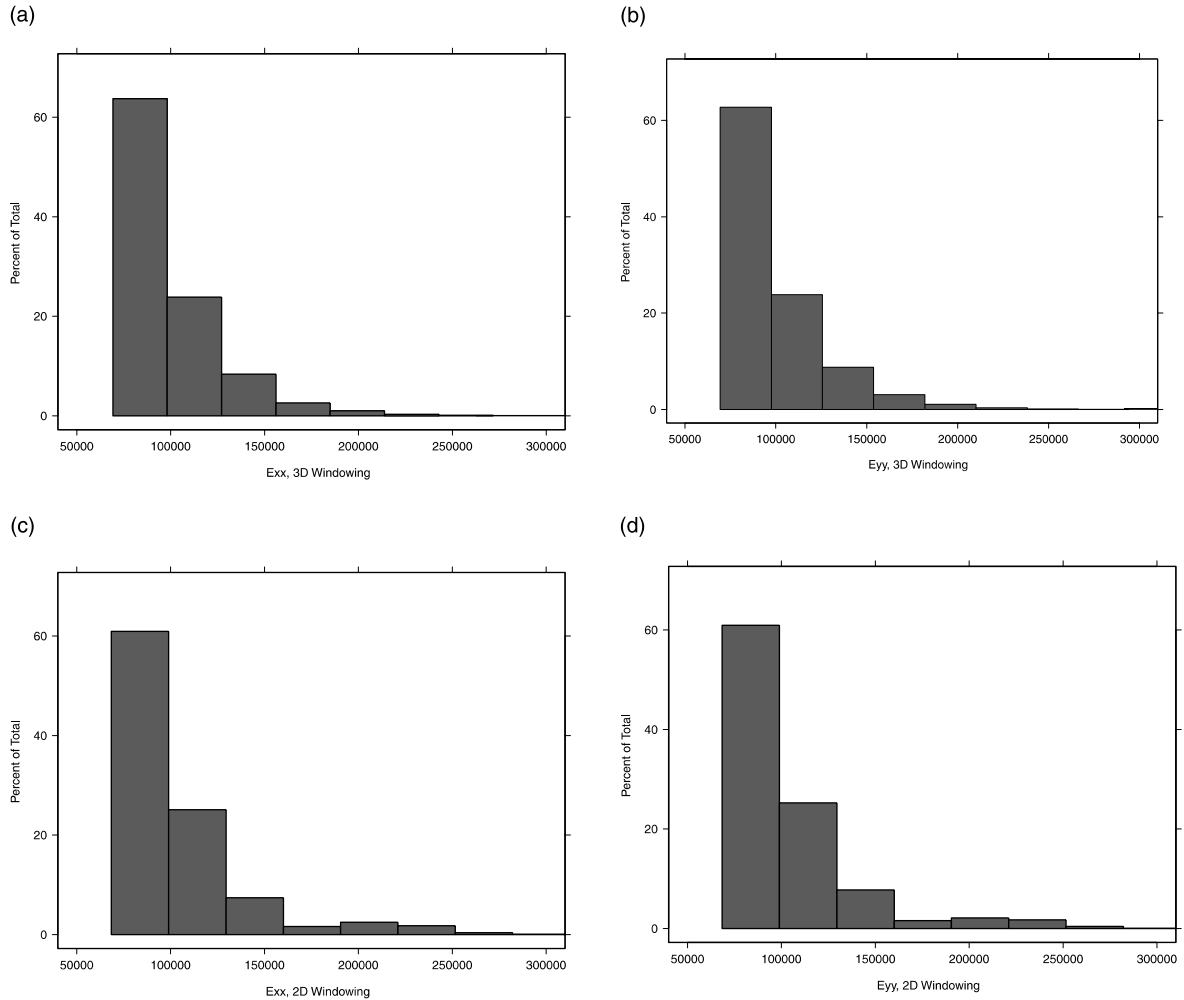 (a)
60
40
20
0
Percent of Total
50000 100000 150000 200000 250000 300000
Exx, 3D Windowing
(b)
60
40
20
0
Percent of Total
50000 100000 150000 200000 250000 300000
Eyy, 3D Windowing
(c)
60
40
20
0
Percent of Total
50000 100000 150000 200000 250000 300000
Exx, 2D Windowing
(d)
60
40
20
0
Percent of Total
50000 100000 150000 200000 250000 300000
Eyy, 2D Windowing